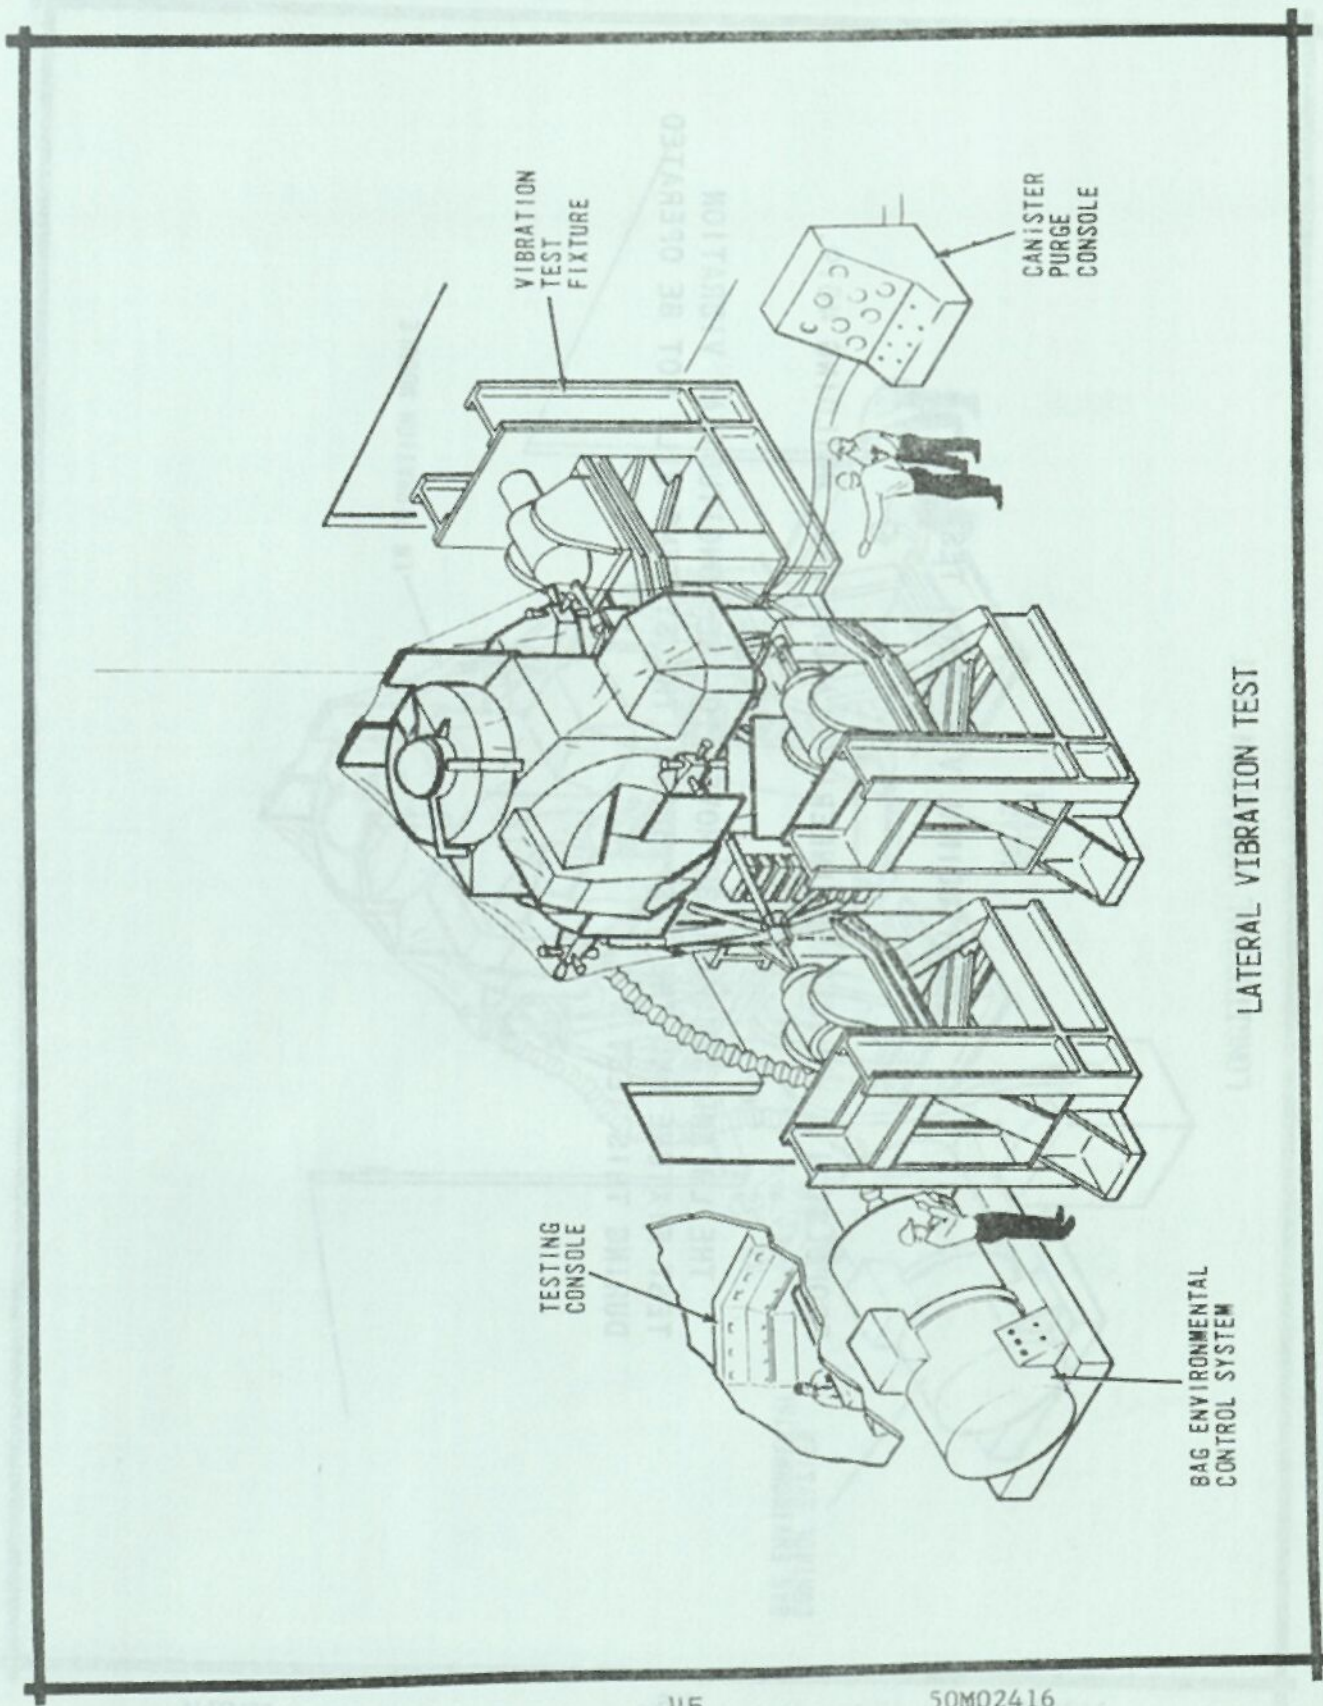 VIBRATION
TEST
FIXTURE
CANISTER
PURGE
CONSOLE
TESTING
CONSOLE
BAG ENVIRONMENTAL
CONTROL SYSTEM
LATERAL VIBRATION TEST
50M02416